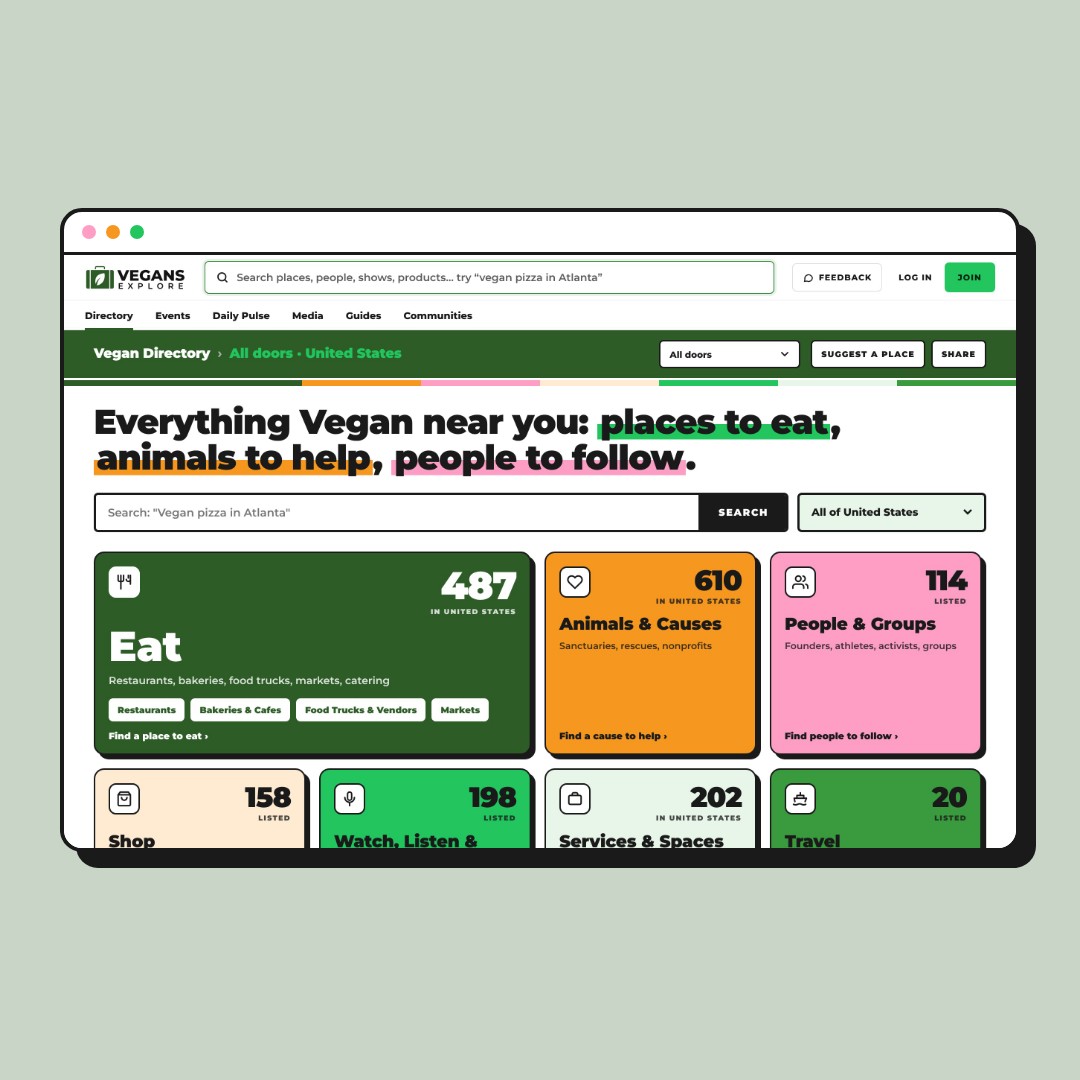 VEGANS
EXPLORE
Search places, people, shows, products... try “vegan pizza in Atlanta”
FEEDBACK
LOG IN
JOIN
Directory
Events
Daily Pulse
Media
Guides
Communities
Vegan Directory › All doors · United States
All doors
SUGGEST A PLACE
SHARE
Everything Vegan near you: places to eat,
animals to help, people to follow.
Search: "Vegan pizza in Atlanta"
SEARCH
All of United States
487
IN UNITED STATES
Eat
Restaurants, bakeries, food trucks, markets, catering
Restaurants
Bakeries & Cafes
Food Trucks & Vendors
Markets
Find a place to eat ›
610
IN UNITED STATES
Animals & Causes
Sanctuaries, rescues, nonprofits
Find a cause to help ›
114
LISTED
People & Groups
Founders, athletes, activists, groups
Find people to follow ›
158
LISTED
Shop
198
LISTED
Watch, Listen &
202
IN UNITED STATES
Services & Spaces
20
LISTED
Travel